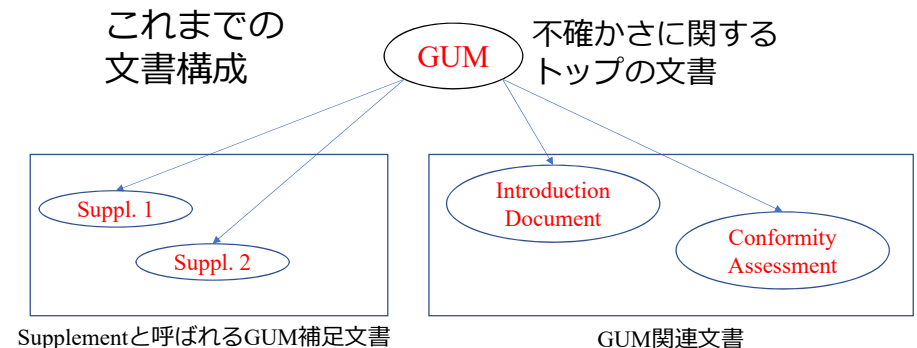 これまでの
文書構成
GUM
不確かさに関する
トップの文書
Suppl. 1
Suppl. 2
Introduction
Document
Conformity
Assessment
Supplementと呼ばれるGUM補足文書
GUM関連文書